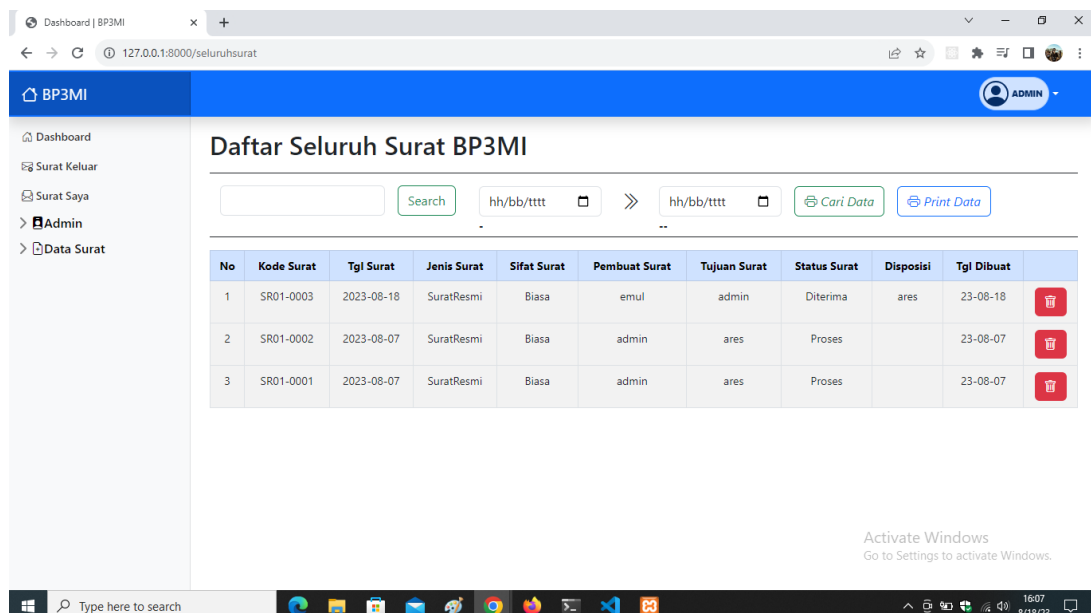 Dashboard | BP3MI
127.0.0.1:8000/seluruhsurat
BP3MI
ADMIN
Dashboard
Surat Keluar
Surat Saya
Admin
Data Surat
Daftar Seluruh Surat BP3MI
Search hh/bb/tttt hh/bb/tttt Cari Data Print Data
- --
No Kode Surat Tgl Surat Jenis Surat Sifat Surat Pembuat Surat Tujuan Surat Status Surat Disposisi Tgl Dibuat
1 SR01-0003 2023-08-18 SuratResmi Biasa emul admin Diterima ares 23-08-18
2 SR01-0002 2023-08-07 SuratResmi Biasa admin ares Proses 23-08-07
3 SR01-0001 2023-08-07 SuratResmi Biasa admin ares Proses 23-08-07
Activate Windows
Go to Settings to activate Windows.
Type here to search
16:07
8/18/23